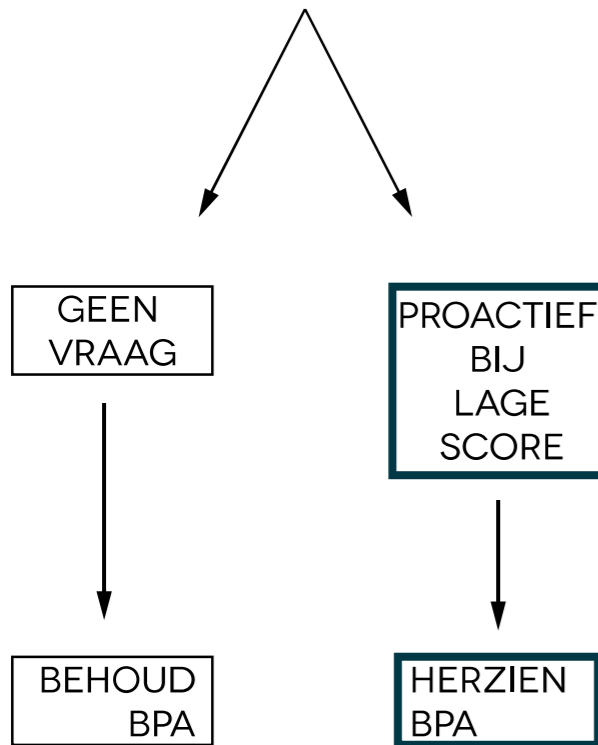 GEEN
VRAAG
PROACTIEF
BIJ
LAGE
SCORE
BEHOUD
BPA
HERZIEN
BPA